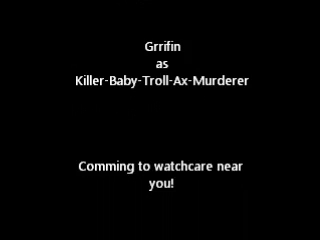 Grrifin
as
Killer-Baby-Troll-Ax-Murderer
Comming to watchcare near
you!